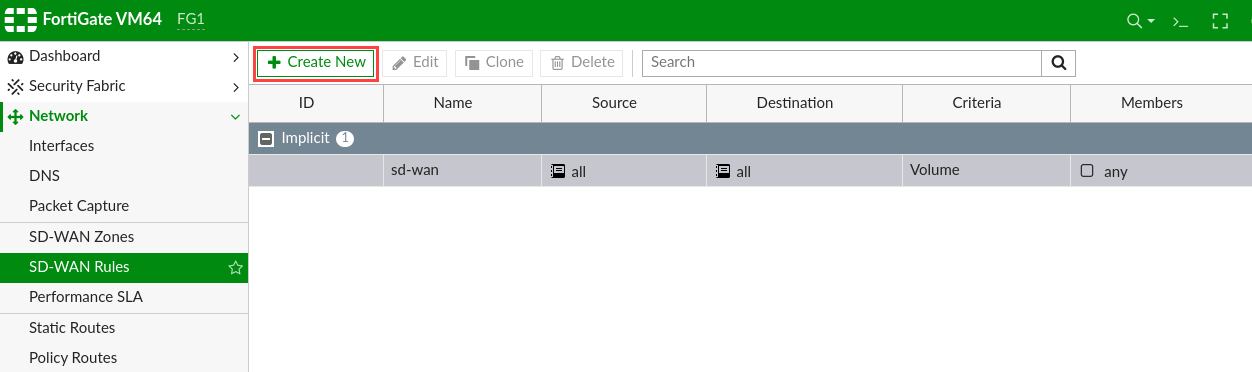 FortiGate VM64 FG1
Dashboard
Security Fabric
Network
Interfaces
DNS
Packet Capture
SD-WAN Zones
SD-WAN Rules
Performance SLA
Static Routes
Policy Routes
Create New Edit Clone Delete Search
ID Name Source Destination Criteria Members
Implicit 1
sd-wan all all Volume any